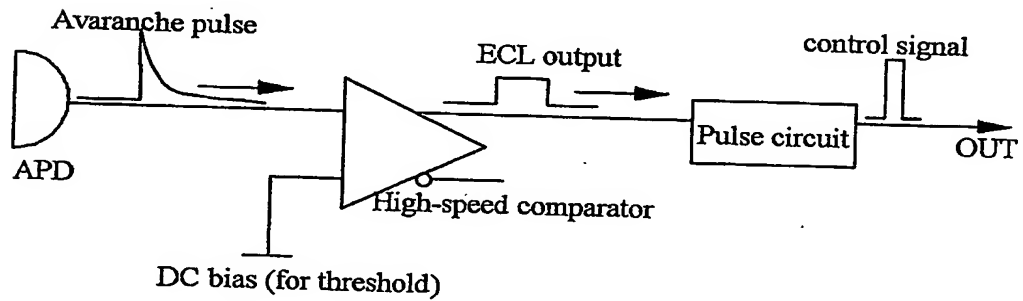 Avaranche pulse
ECL output
control signal
Pulse circuit
OUT
APD
High-speed comparator
DC bias (for threshold)